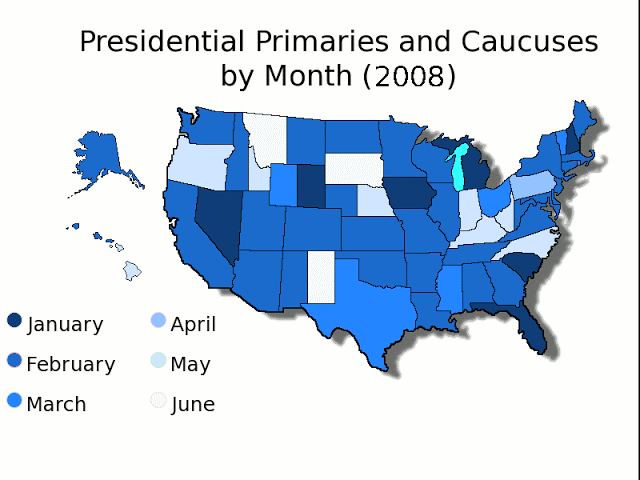 Presidential Primaries and Caucuses
by Month (2008)
January
April
February
May
March
June